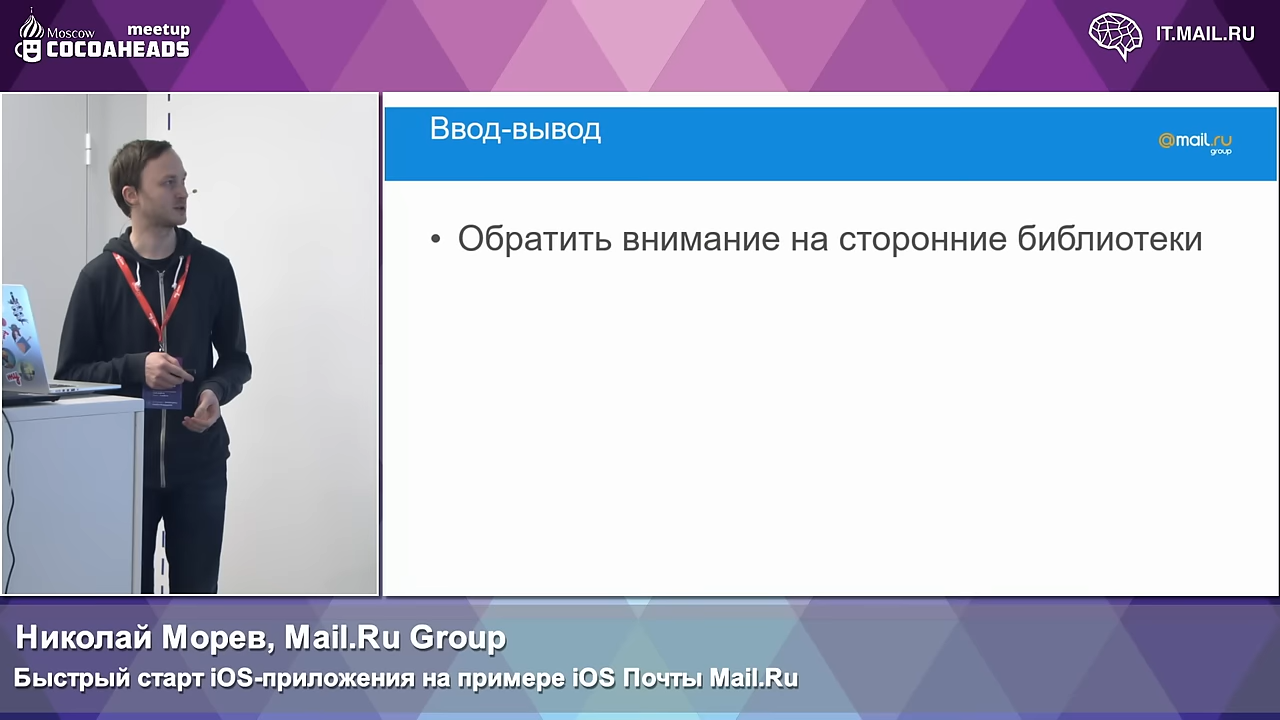 Moscow
meetup
COCOAHEADS
IT.MAIL.RU
Ввод-вывод
@mail.ru
group
• Обратить внимание на сторонние библиотеки
Николай Морев, Mail.Ru Group
Быстрый старт iOS-приложения на примере iOS Почты Mail.Ru